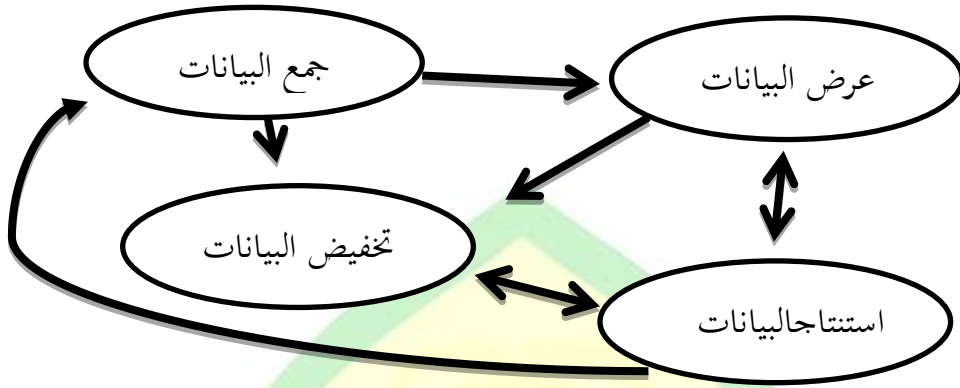 جمع البيانات
عرض البيانات
تخفيض البيانات
استنتاجالبيانات